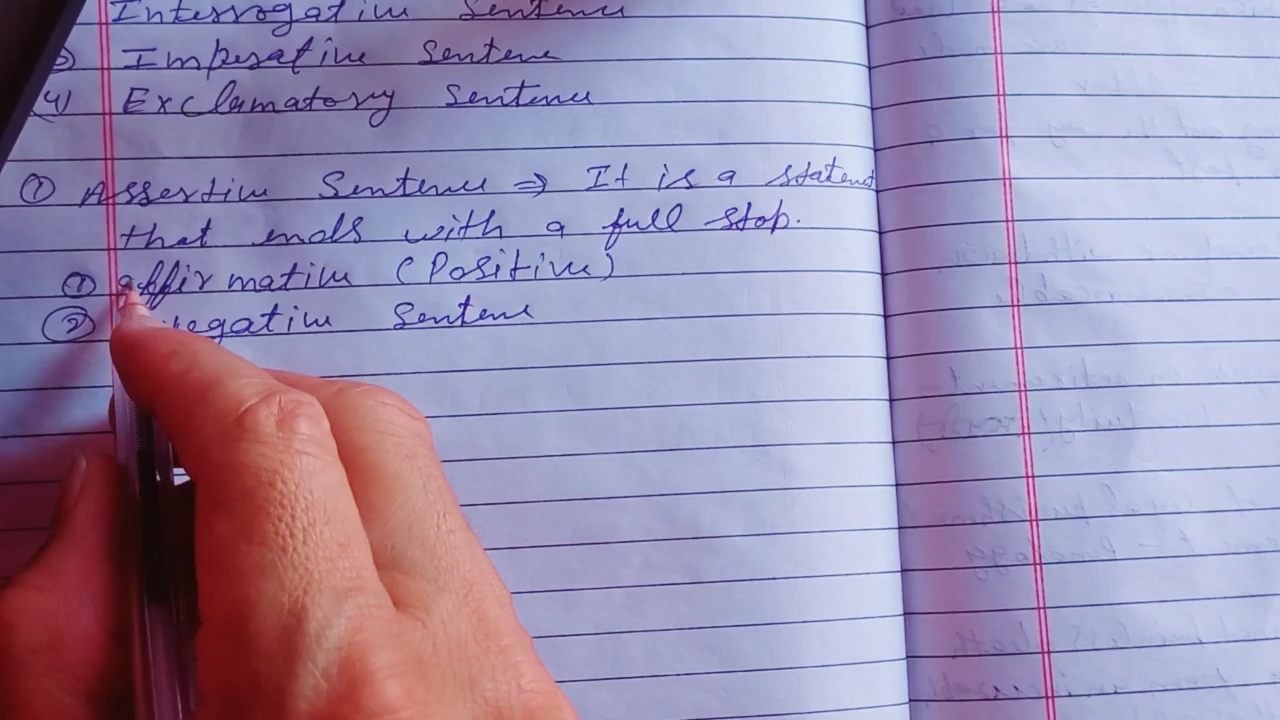 Interrogative Sentence
3) Imperative Sentence
(4) Exclamatory Sentence
① Assertive Sentence ⇒ It is a statement
that ends with a full stop.
① affirmative (Positive)
② negative Sentence